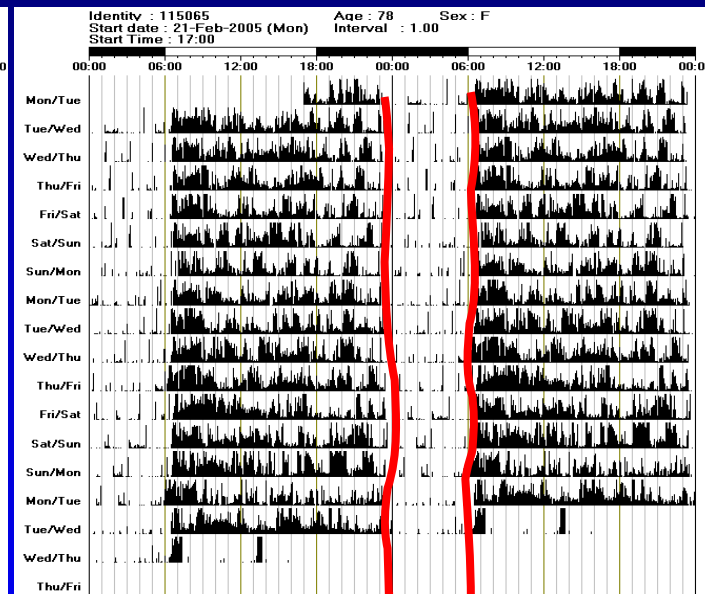 Identity : 115065 Age : 78 Sex : F
Start date : 21-Feb-2005 (Mon) Interval : 1.00
Start Time : 17:00
0 00:00 06:00 12:00 18:00 00:00 06:00 12:00 18:00 00:0
Mon/Tue
Tue/Wed
Wed/Thu
Thu/Fri
Fri/Sat
Sat/Sun
Sun/Mon
Mon/Tue
Tue/Wed
Wed/Thu
Thu/Fri
Fri/Sat
Sat/Sun
Sun/Mon
Mon/Tue
Tue/Wed
Wed/Thu
Thu/Fri